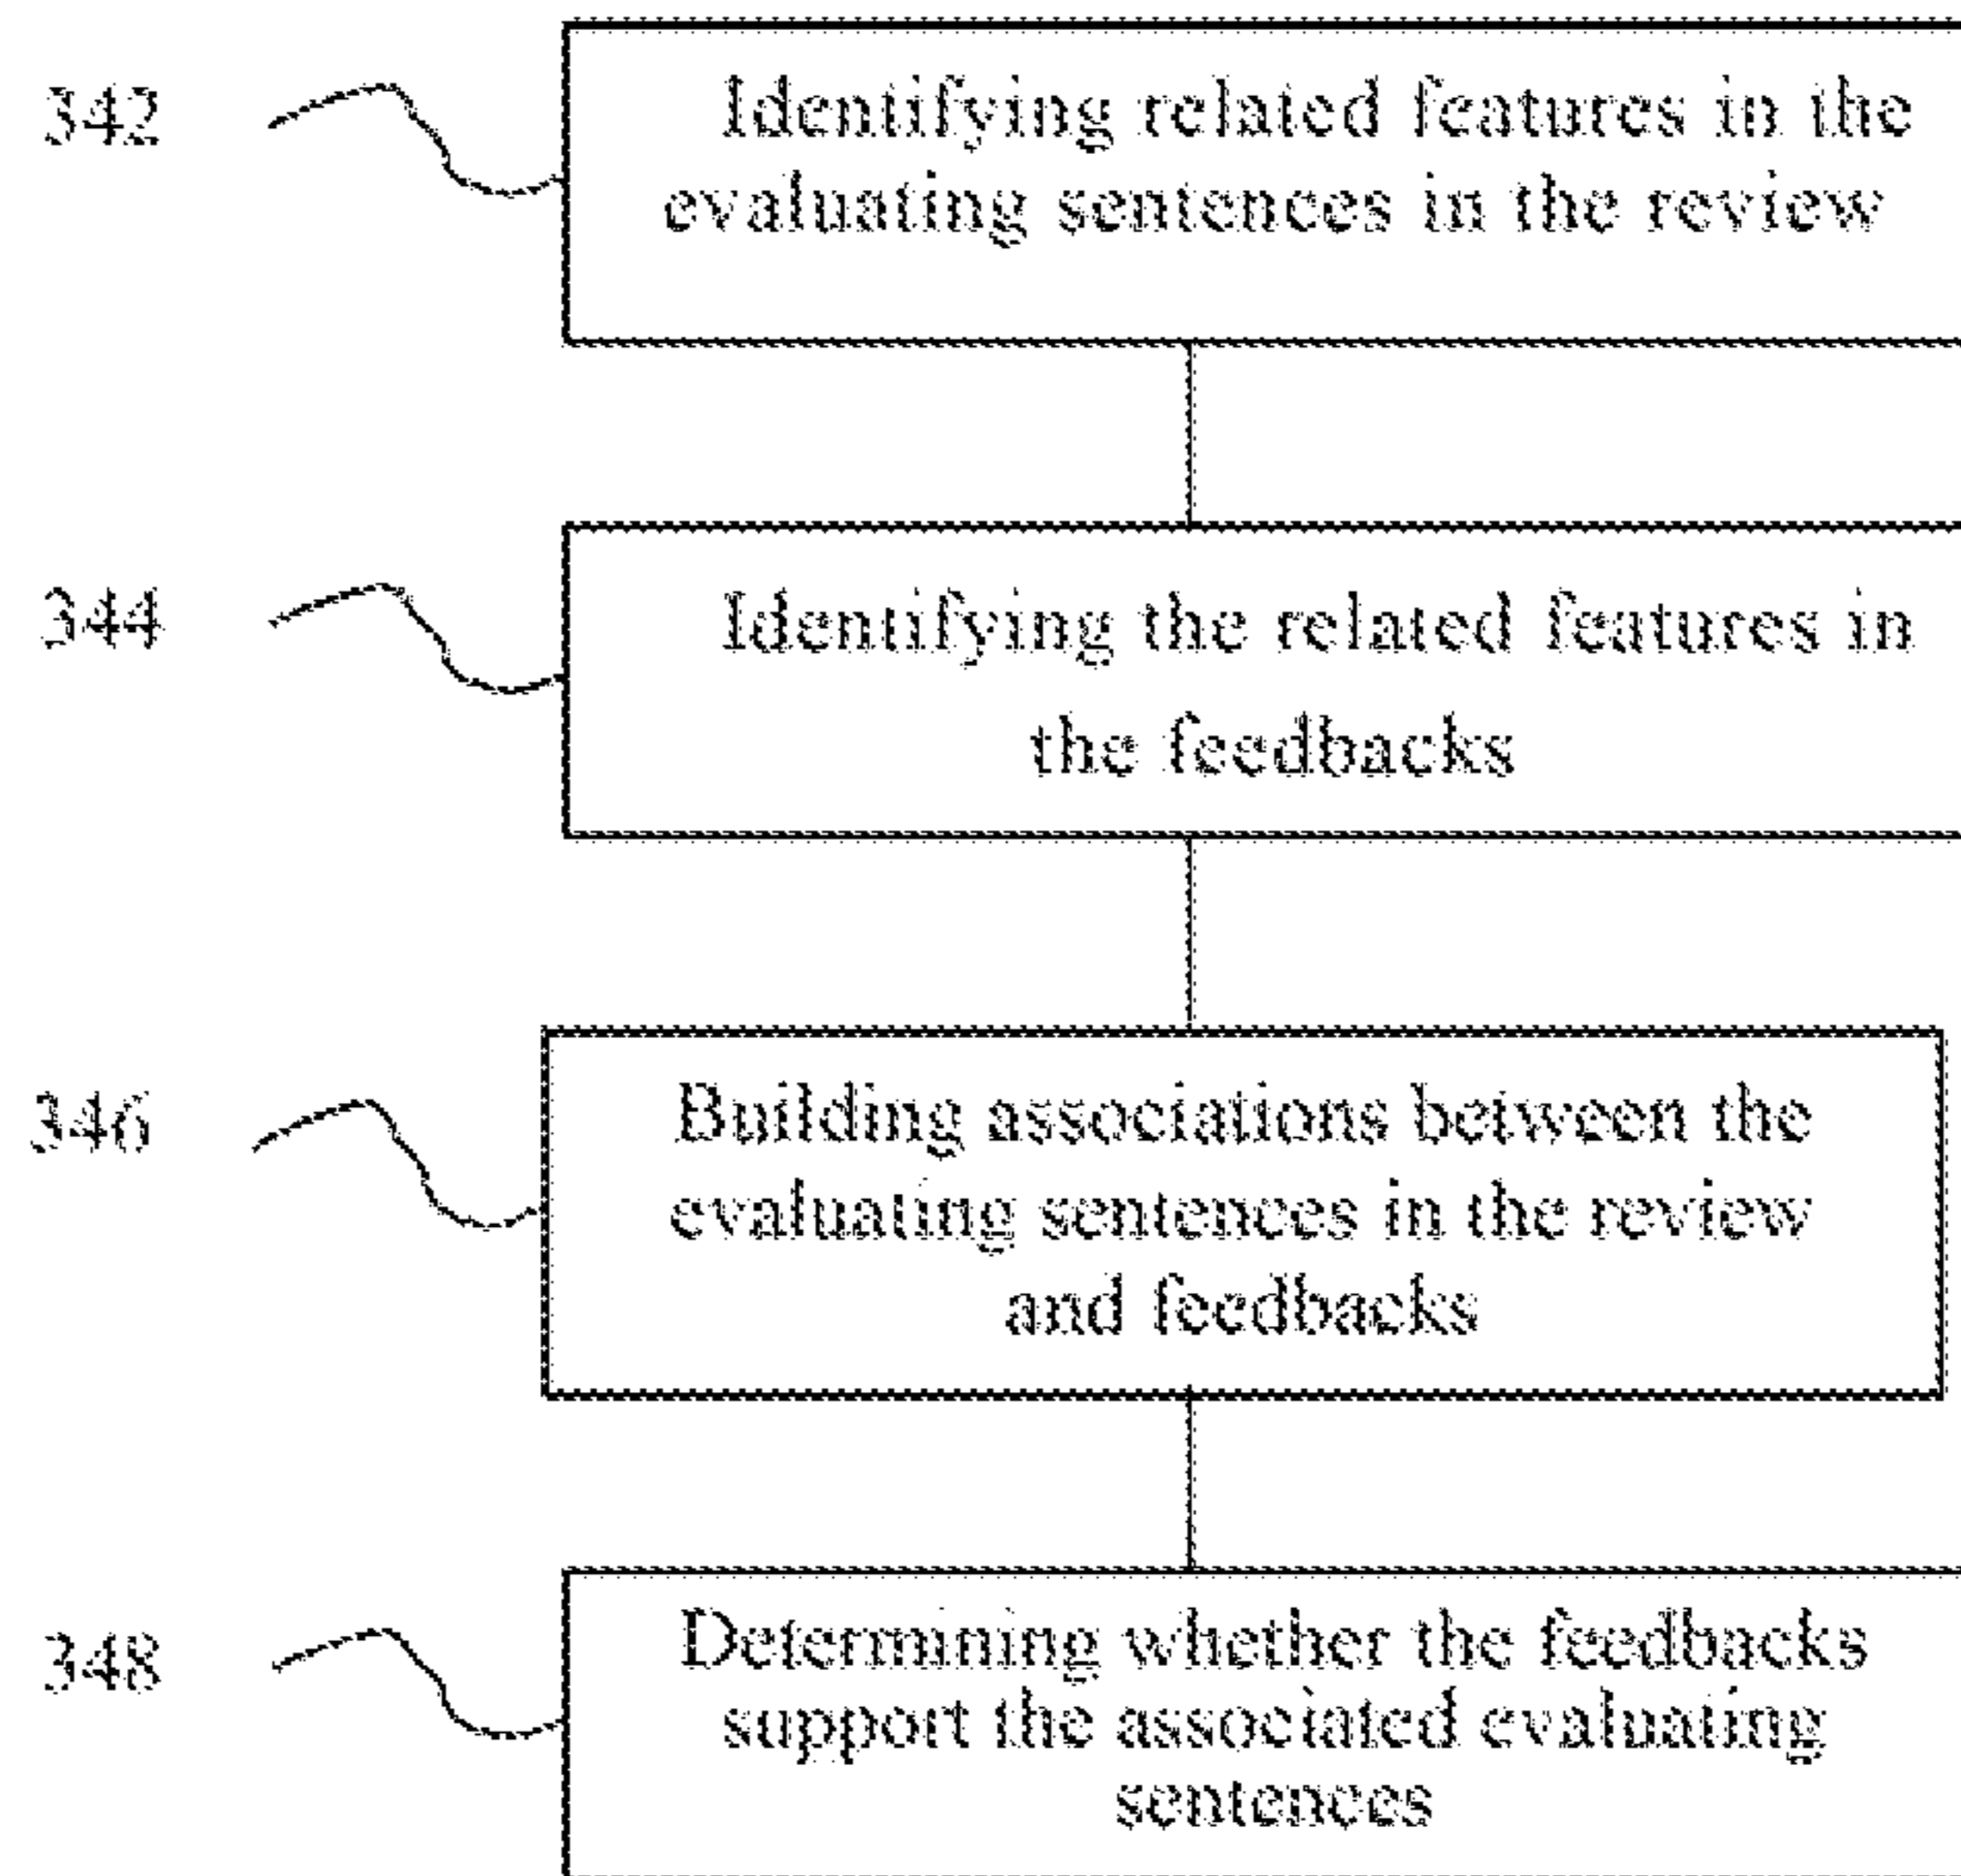 342
Identifying related features in the
evaluating sentences in the review
344
Identifying the related features in
the feedbacks
346
Building associations between the
evaluating sentences in the review
and feedbacks
348
Determining whether the feedbacks
support the associated evaluating
sentences